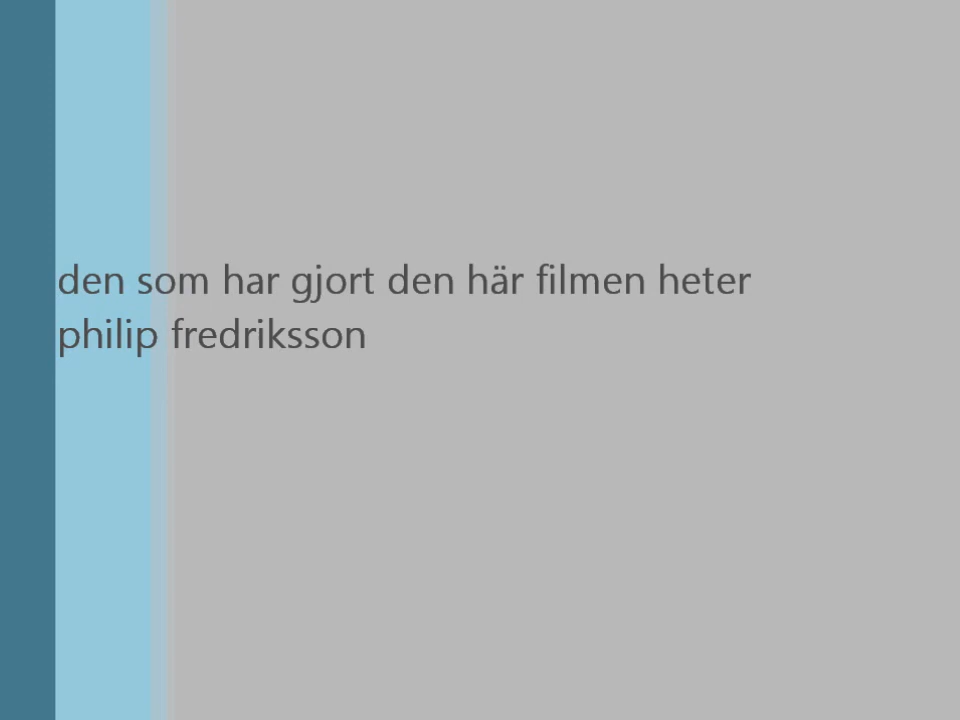 den som har gjort den här filmen heter
philip fredriksson